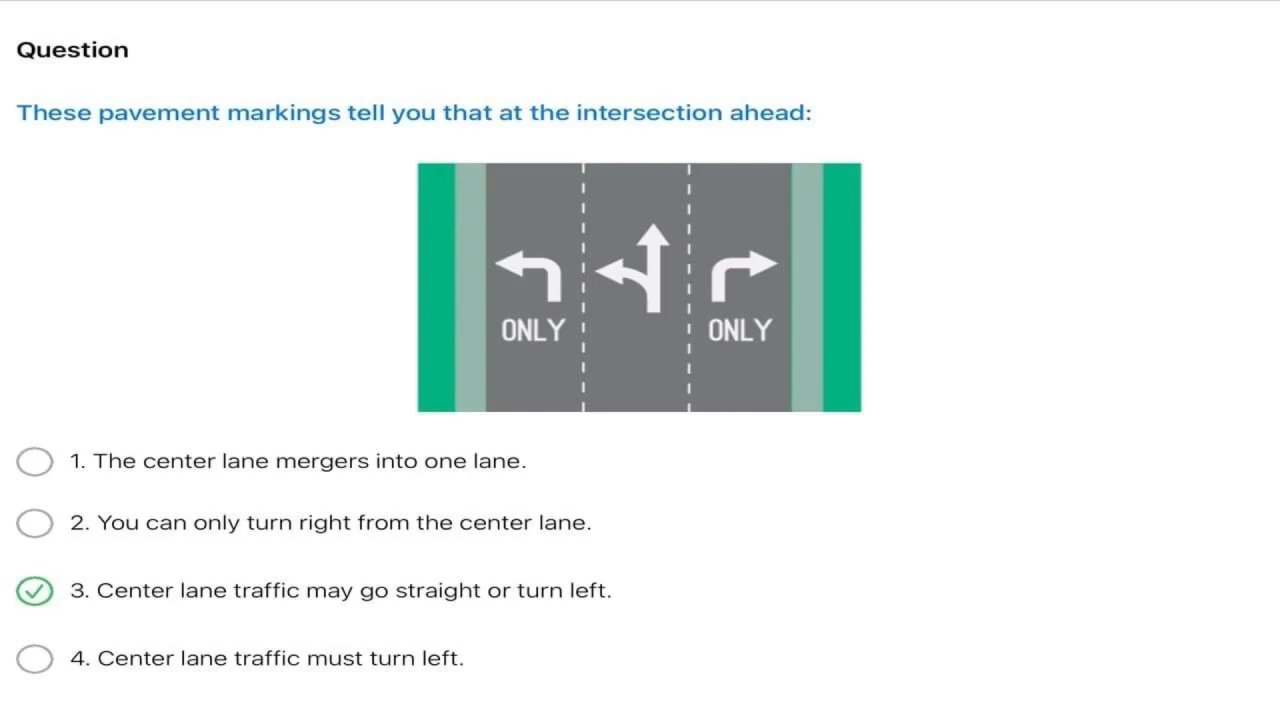 Question
These pavement markings tell you that at the intersection ahead:
ONLY
ONLY
1. The center lane mergers into one lane.
2. You can only turn right from the center lane.
3. Center lane traffic may go straight or turn left.
4. Center lane traffic must turn left.